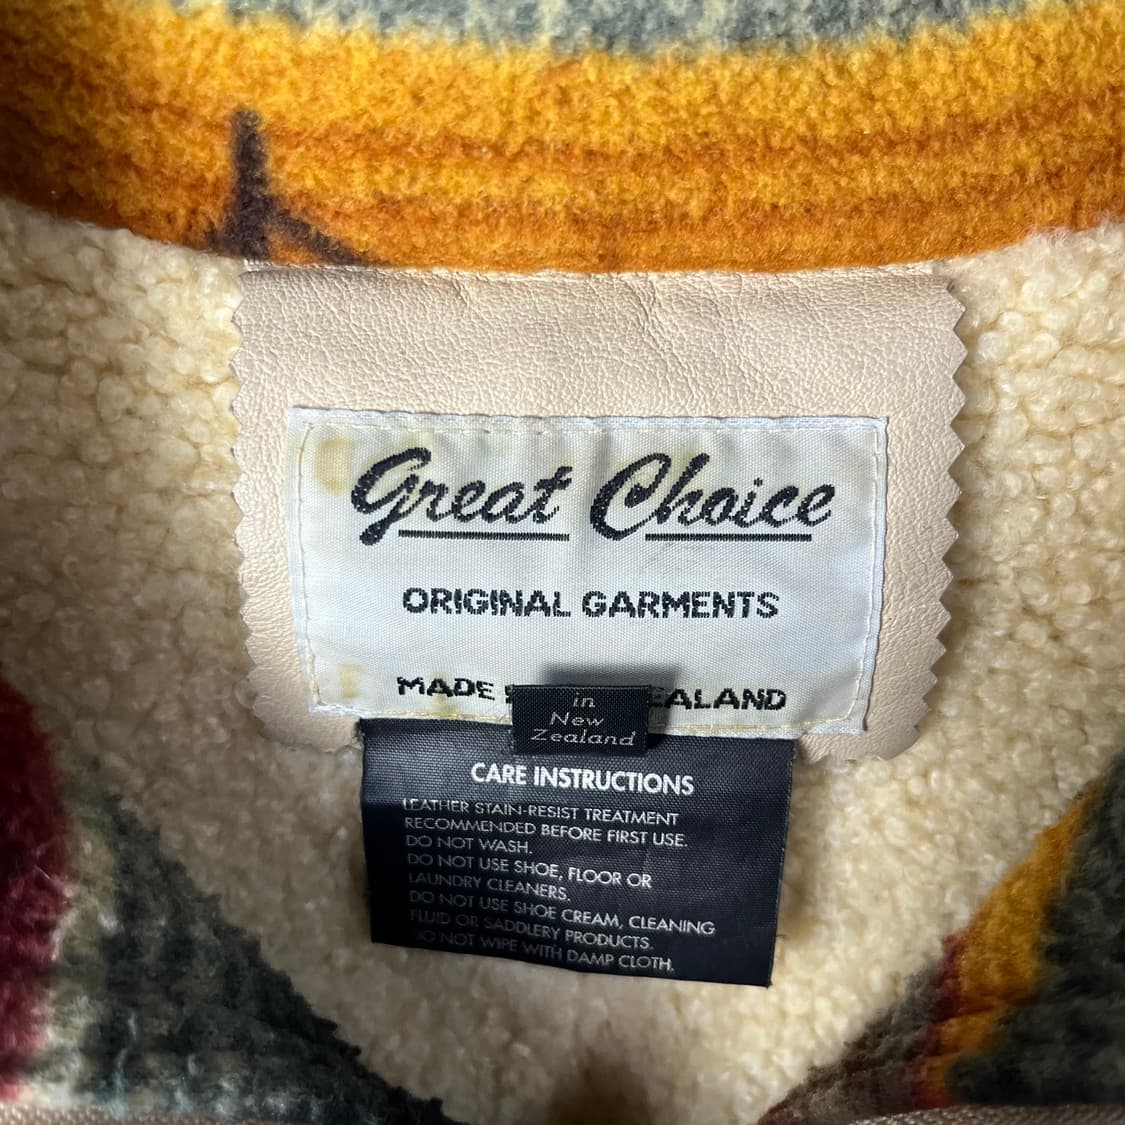 Great Choice
ORIGINAL GARMENTS
MADE EALAND
in
New
Zealand
CARE INSTRUCTIONS
LEATHER STAIN-RESIST TREATMENT
RECOMMENDED BEFORE FIRST USE.
DO NOT WASH.
DO NOT USE SHOE, FLOOR OR
LAUNDRY CLEANERS.
DO NOT USE SHOE CREAM, CLEANING
FLUID OR SADDLERY PRODUCTS.
DO NOT WIPE WITH DAMP CLOTH.